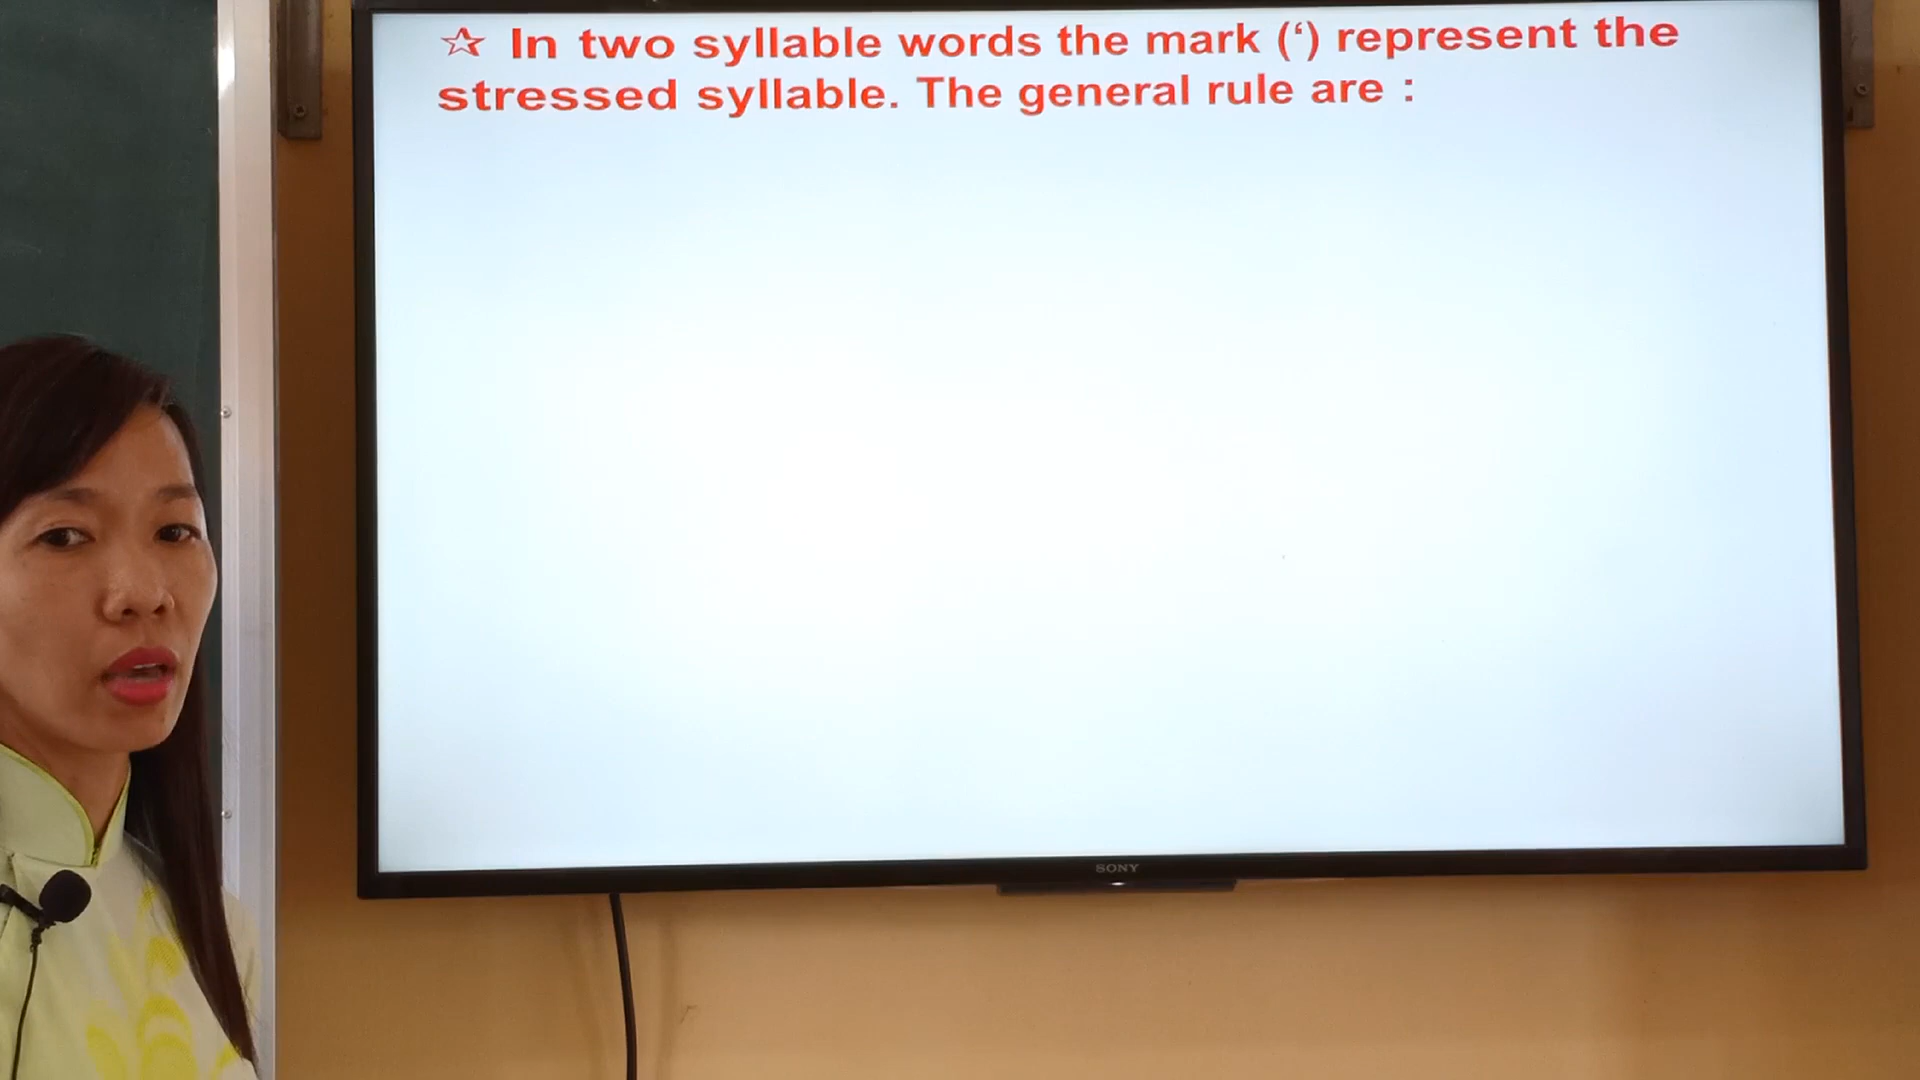 ☆ In two syllable words the mark (‘) represent the
stressed syllable. The general rule are :
SONY